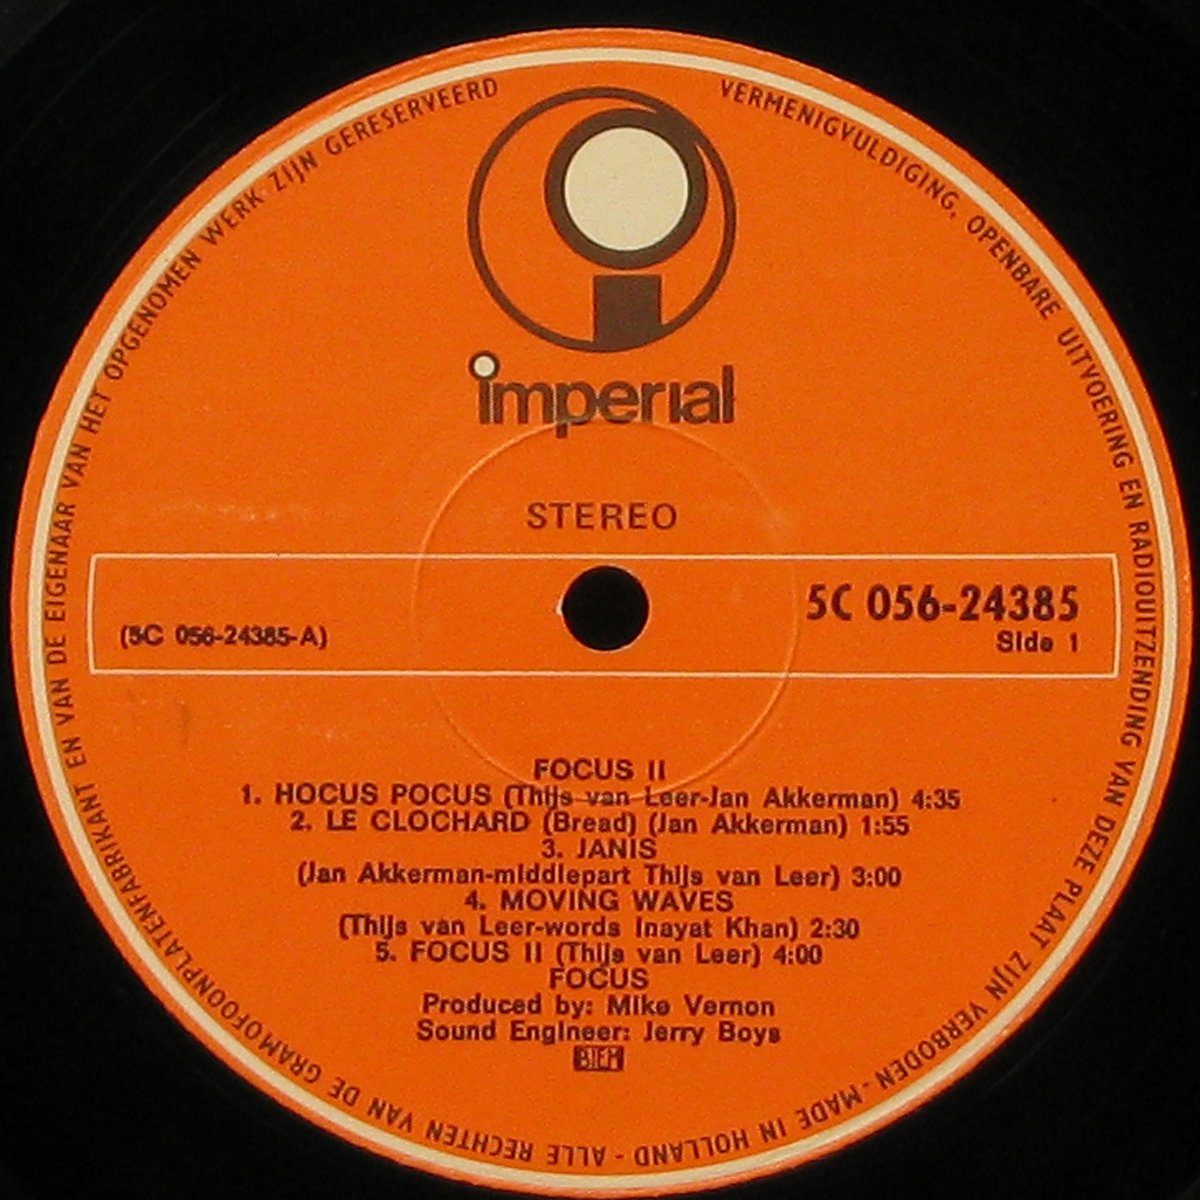 imperial
STEREO
5C 056-24385
(5C 056-24385-A)
Side 1
FOCUS II
1. HOCUS POCUS (Thijs van Leer-Jan Akkerman) 4:35
2. LE CLOCHARD (Bread) (Jan Akkerman) 1:55
3. JANIS
(Jan Akkerman-middlepart Thijs van Leer) 3:00
4. MOVING WAVES
(Thijs van Leer-words Inayat Khan) 2:30
5. FOCUS II (Thijs van Leer) 4:00
FOCUS
Produced by: Mike Vernon
Sound Engineer: Jerry Boys
BIEM
ALLE RECHTEN VAN DE GRAMOFOONPLATENFABRIKANT EN VAN DE EIGENAAR VAN HET OPGENOMEN WERK ZIJN GERESERVEERD VERMENIGVULDIGING, OPENBARE UITVOERING EN RADIOUITZENDING VAN DEZE PLAAT ZIJN VERBODEN - MADE IN HOLLAND -